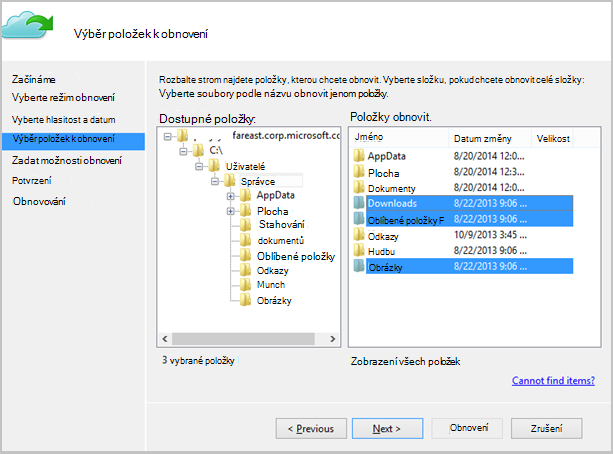 Výběr položek k obnovení
Začínáme
Vyberte režim obnovení
Vyberte hlasitost a datum
Výběr položek k obnovení
Zadat možnosti obnovení
Potvrzení
Obnovování
Rozbalte strom najdete položky, kterou chcete obnovit. Vyberte složku, pokud chcete obnovit celé složky:
Vyberte soubory podle názvu obnovit jenom položky.
Dostupné položky:
fareast.corp.microsoft.cc
C:\
Uživatelé
Správce
AppData
Plocha
Stahování
dokumentů
Oblíbené položky
Odkazy
Munch
Obrázky
3 vybrané položky
Položky obnovit.
Jméno Datum změny Velikost
AppData 8/20/2014 12:0...
Plocha 8/20/2014 12:0...
Dokumenty 8/20/2014 12:0...
Downloads 8/22/2013 9:06 ...
Oblíbené položky F 8/22/2013 9:06 ...
Odkazy 10/9/2013 3:45 ...
Hudbu 8/22/2013 9:06 ...
Obrázky 8/22/2013 9:06 ...
Zobrazení všech položek
Cannot find items?
< Previous
Next >
Obnovení
Zrušení